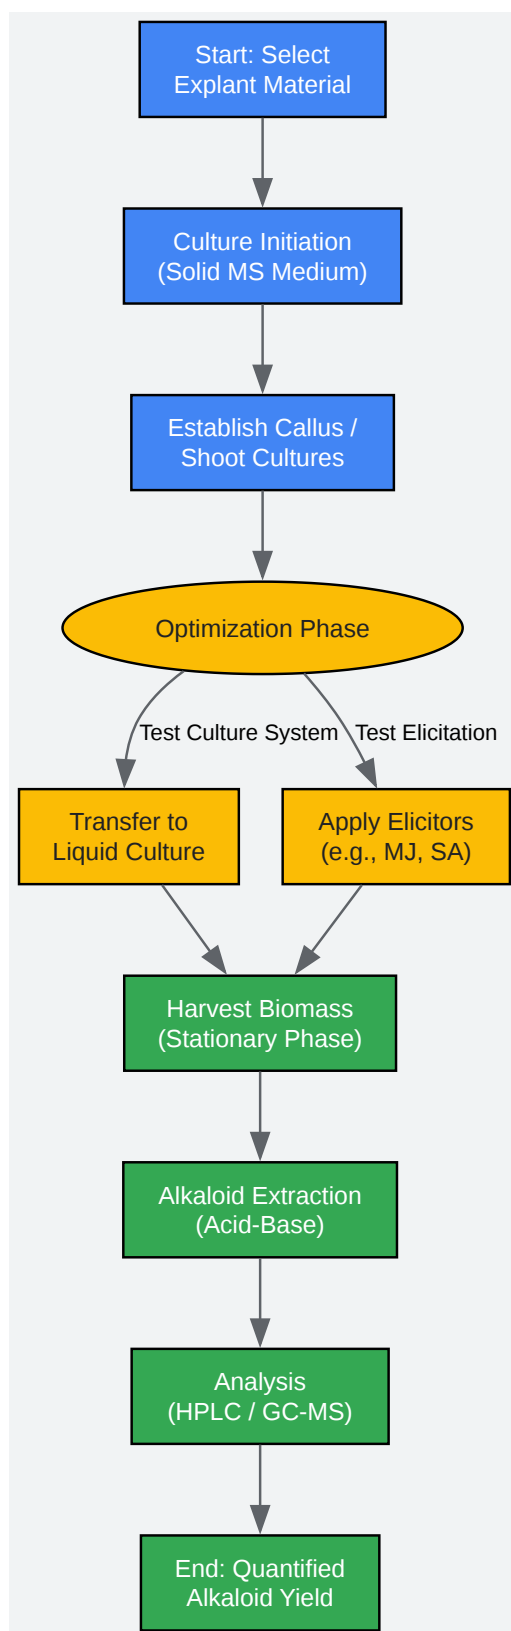 Start: Select
Explant Material
Culture Initiation
(Solid MS Medium)
Establish Callus /
Shoot Cultures
Optimization Phase
Test Culture System
Test Elicitation
Transfer to
Liquid Culture
Apply Elicitors
(e.g., MJ, SA)
Harvest Biomass
(Stationary Phase)
Alkaloid Extraction
(Acid-Base)
Analysis
(HPLC / GC-MS)
End: Quantified
Alkaloid Yield